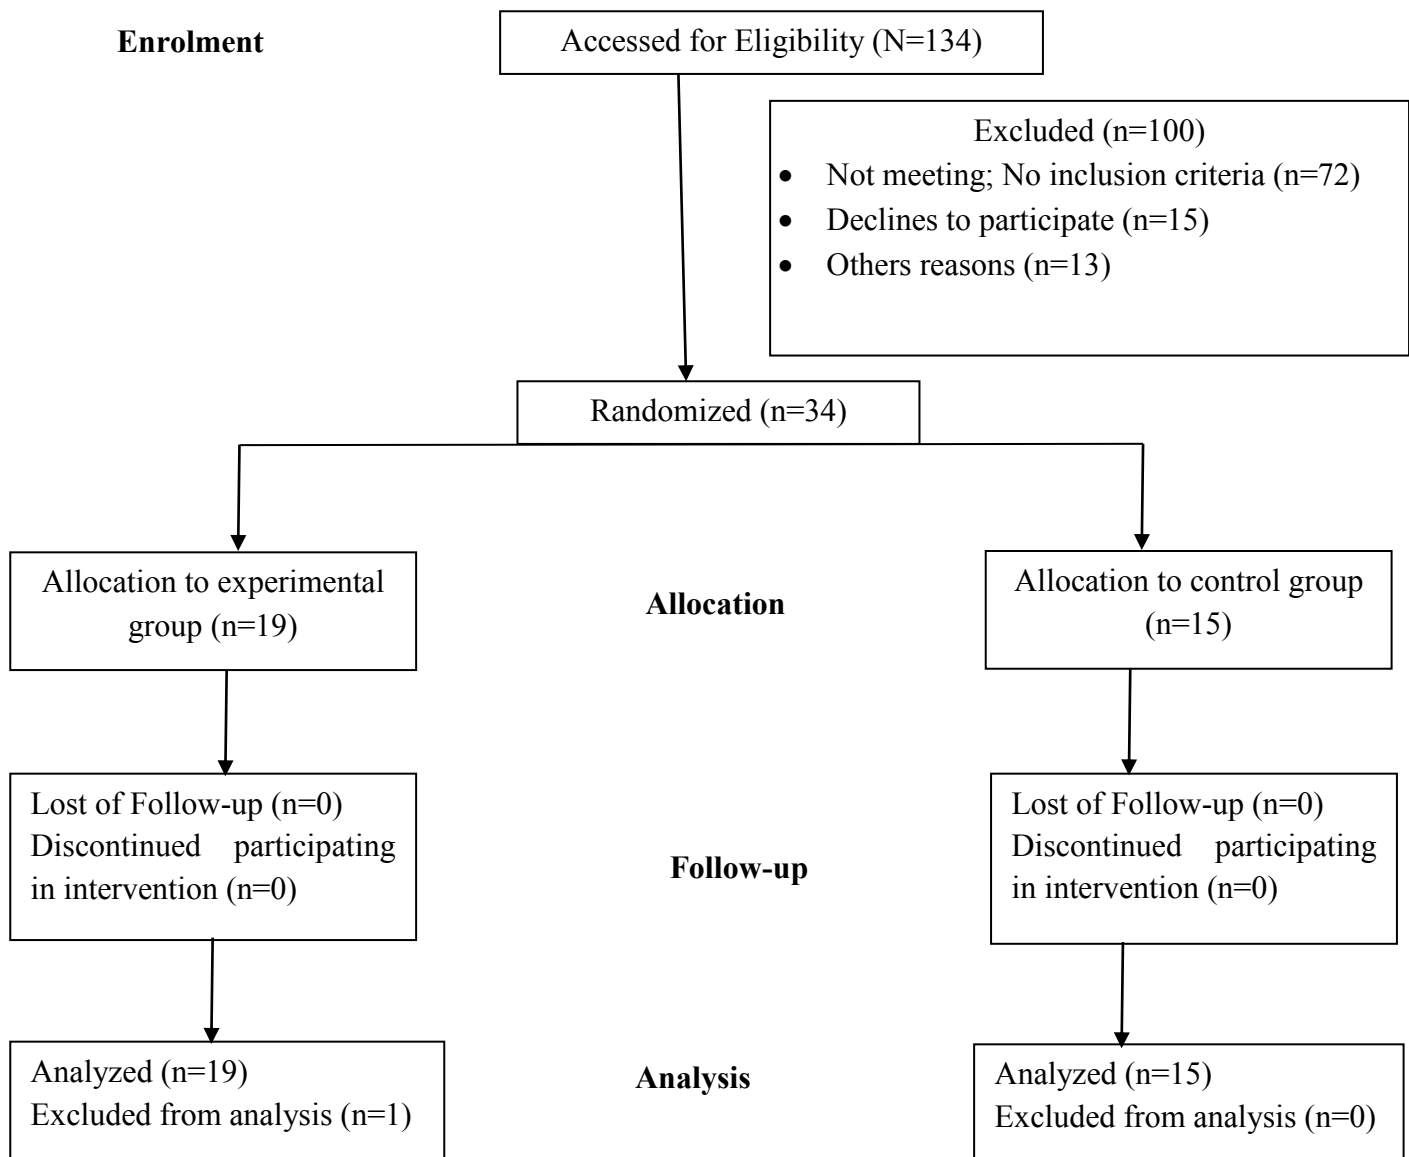 Enrolment
Accessed for Eligibility (N=134)
Excluded (n=100)
• Not meeting; No inclusion criteria (n=72)
• Declines to participate (n=15)
• Others reasons (n=13)
Randomized (n=34)
Allocation to experimental
group (n=19)
Allocation
Allocation to control group
(n=15)
Lost of Follow-up (n=0)
Discontinued participating
in intervention (n=0)
Follow-up
Lost of Follow-up (n=0)
Discontinued participating
in intervention (n=0)
Analyzed (n=19)
Excluded from analysis (n=1)
Analysis
Analyzed (n=15)
Excluded from analysis (n=0)